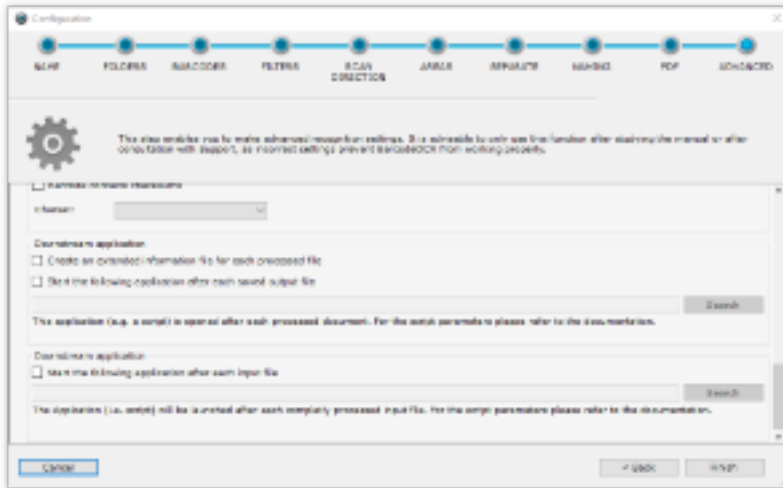 Configuration
NAME
FOLDERS
BARCODES
FILTERS
SCAN
DIRECTION
AREAS
SEPARATE
NAMING
PDF
ADVANCED
This step enables you to make advanced recognition settings. It is advisable to only use this function after studying the manual or after
consultation with support, as incorrect settings prevent BarcodeOCR from working properly.
Downstream application
Create an extended information file for each processed file
Start the following application after each saved output file
Search
This application (e.g. a script) is opened after each processed document. For the script parameters please refer to the documentation.
Downstream application
Start the following application after each input file
Search
The Application (i.e. script) will be launched after each completly processed input file. For the script parameters please refer to the documentation.
Cancel
< Back
Finish